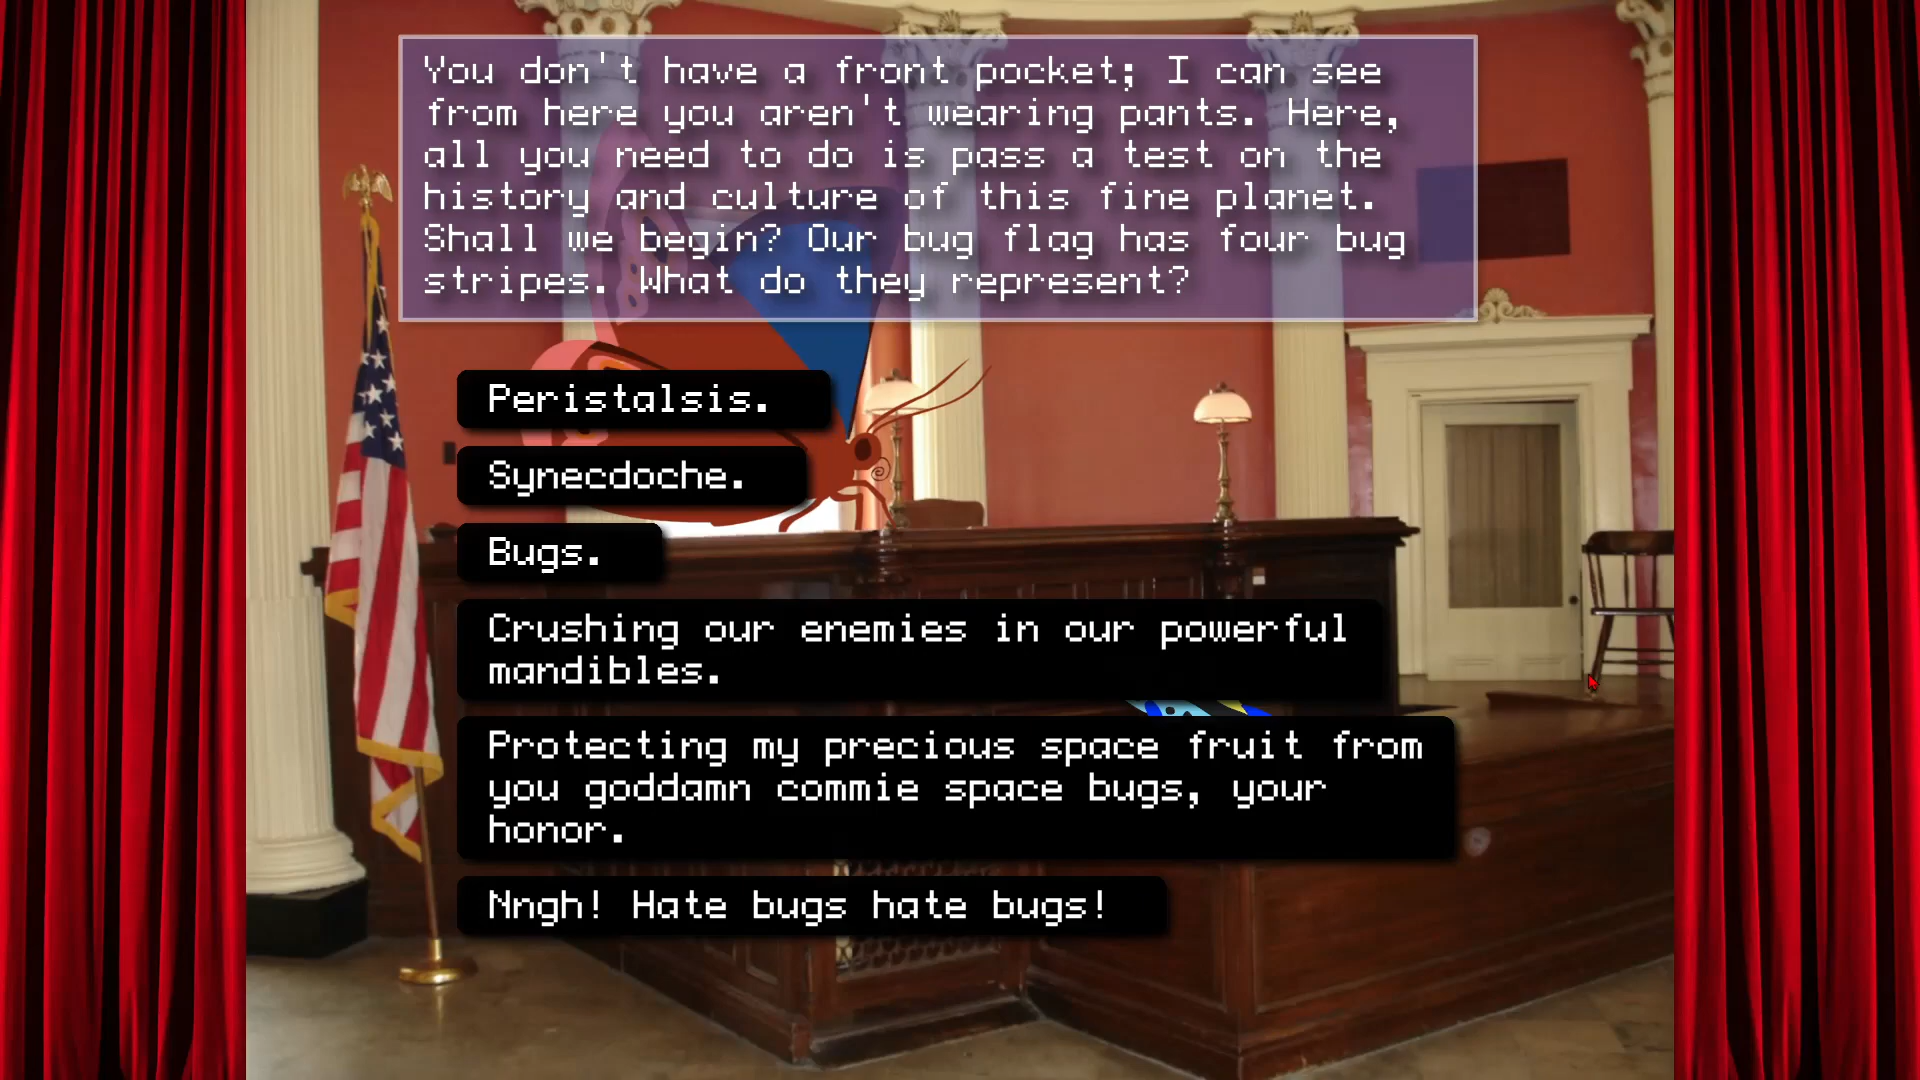 You don't have a front pocket; I can see
from here you aren't wearing pants. Here,
all you need to do is pass a test on the
history and culture of this fine planet.
Shall we begin? Our bug flag has four bug
stripes. What do they represent?
Peristalsis.
Synecdoche.
Bugs.
Crushing our enemies in our powerful
mandibles.
Protecting my precious space fruit from
you goddamn commie space bugs, your
honor.
Nngh! Hate bugs hate bugs!